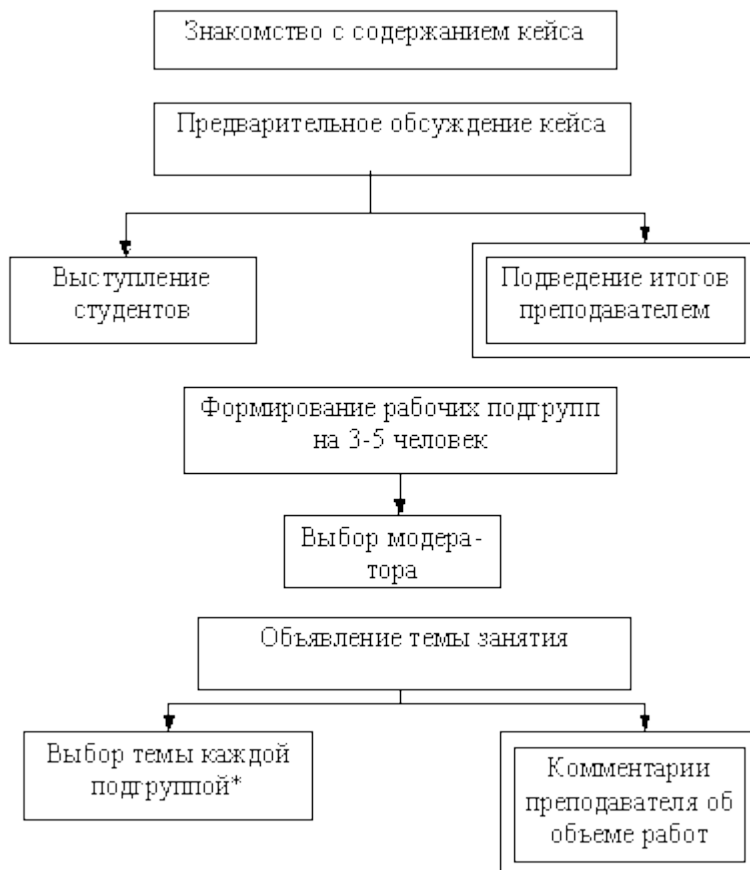 Знакомство с содержанием кейса
Предварительное обсуждение кейса
Выступление
студентов
Подведение итогов
преподавателем
Формирование рабочих подгрупп
на 3-5 человек
Выбор модера-
тора
Объявление темы занятия
Выбор темы каждой
подгруппой*
Комментарии
преподавателя об
объеме работ